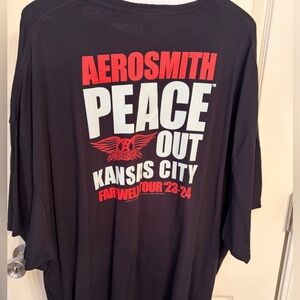 AEROSMITH
PEACE
OUT
KANSAS CITY
FAREWELL TOUR '23-'24